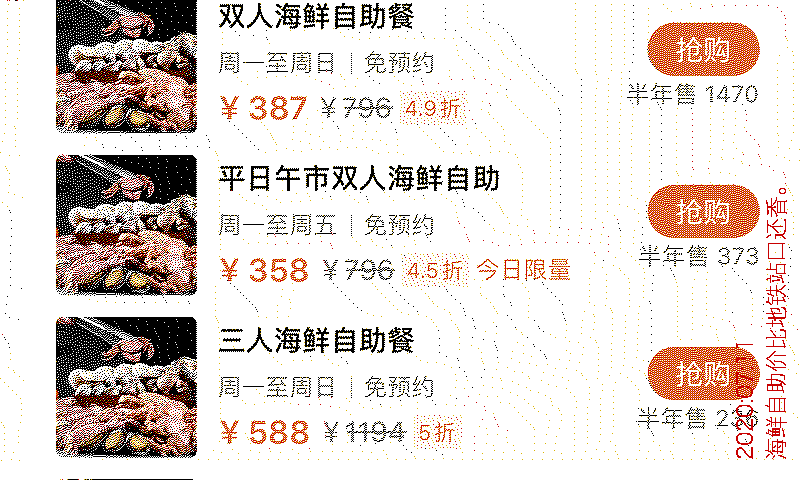 双人海鲜自助餐
周一至周日 | 免预约
¥387 ¥796 4.9折
抢购
半年售 1470
平日午市双人海鲜自助
周一至周五 | 免预约
¥358 ¥796 4.5折 今日限量
抢购
半年售 373
三人海鲜自助餐
周一至周日 | 免预约
¥588 ¥1194 5折
抢购
半年售
海鲜自助价比地铁站口还香。